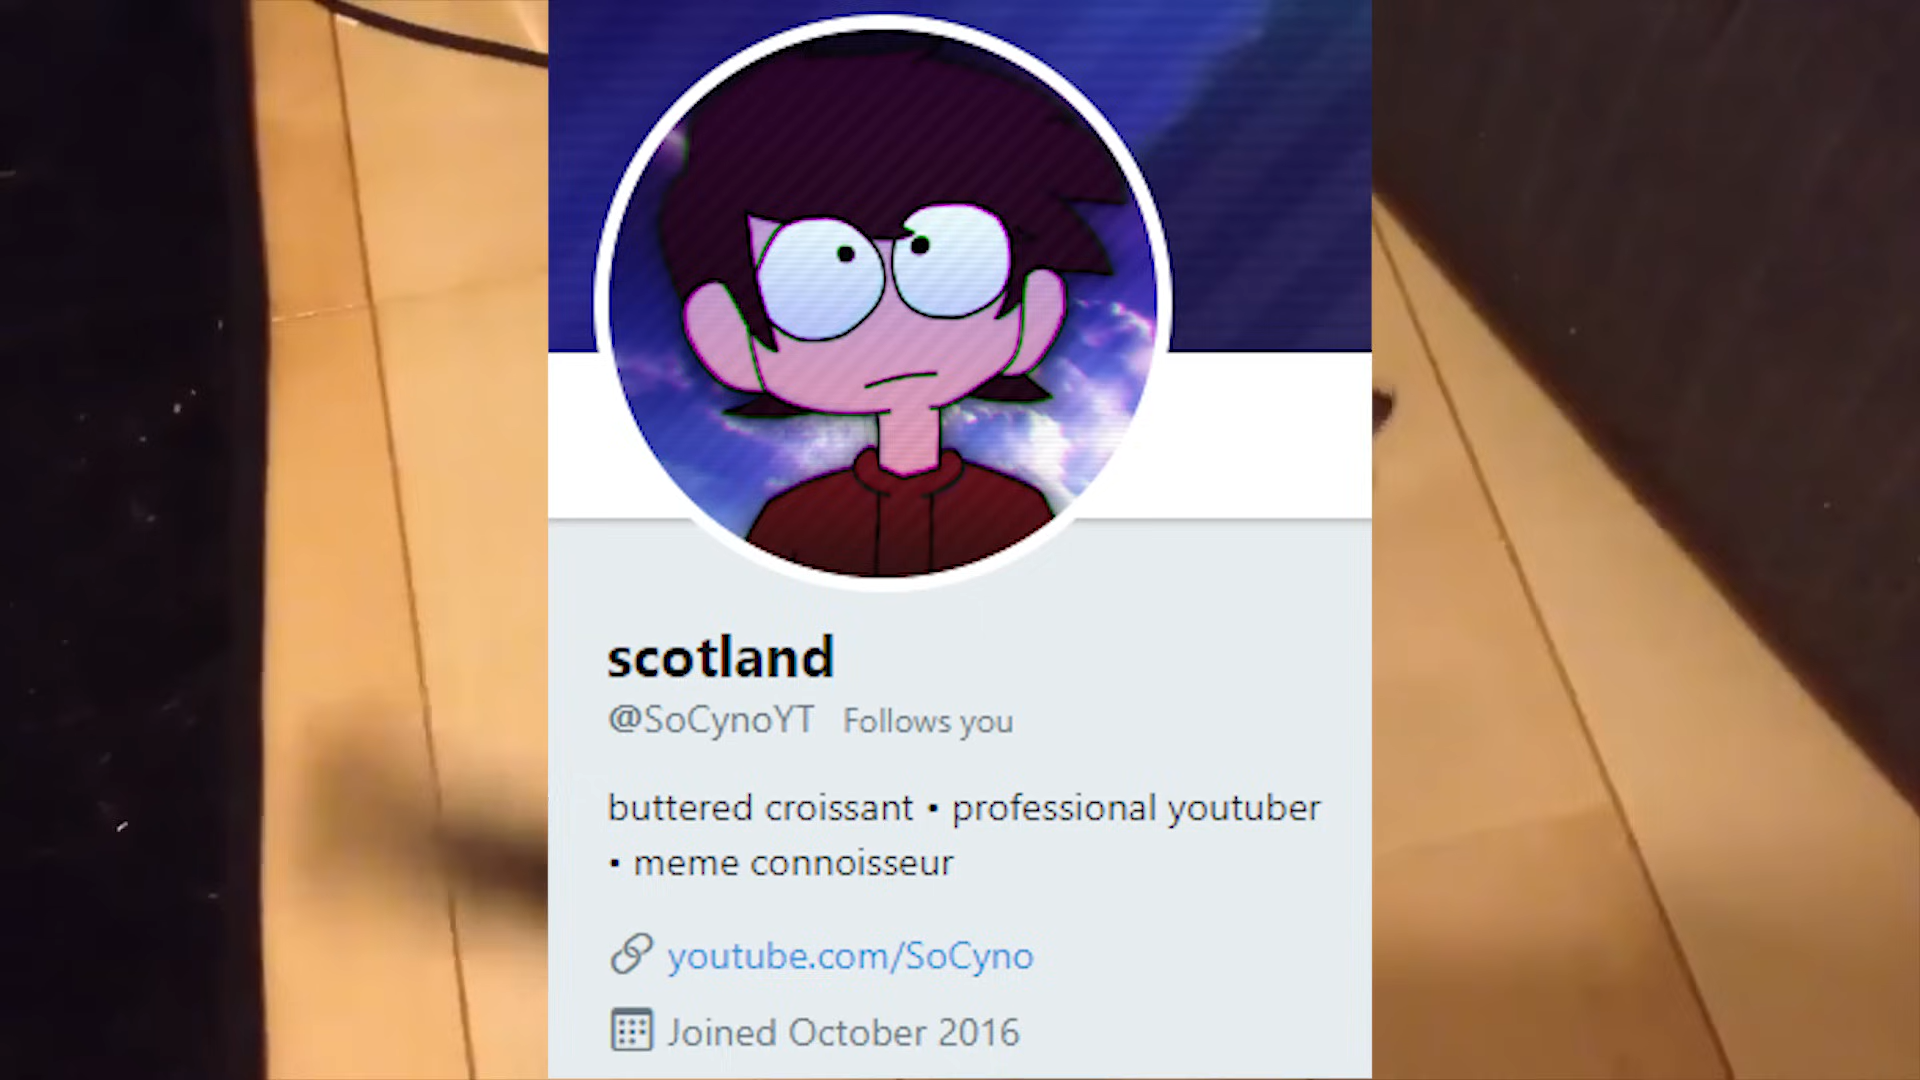 scotland
@SoCynoYT Follows you
buttered croissant • professional youtuber
• meme connoisseur
youtube.com/SoCyno
Joined October 2016